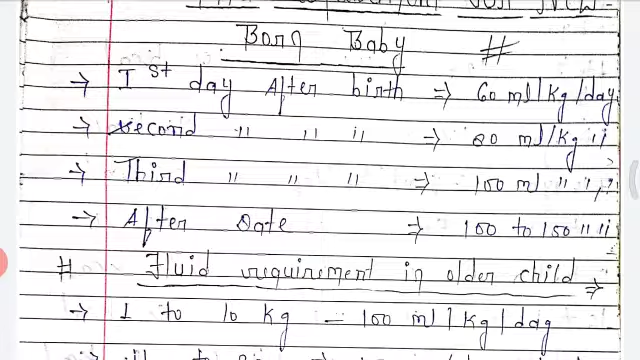 Born Baby #
→ Ist day After birth ⇒ 60 ml/kg/day
→ second " " " ⇒ 80 ml/kg "
→ Third " " " ⇒ 100 ml " "
→ After Date ⇒ 100 to 150 " "
# Fluid requirement in older child ⇒
→ 1 to 10 kg – 100 ml/kg/day